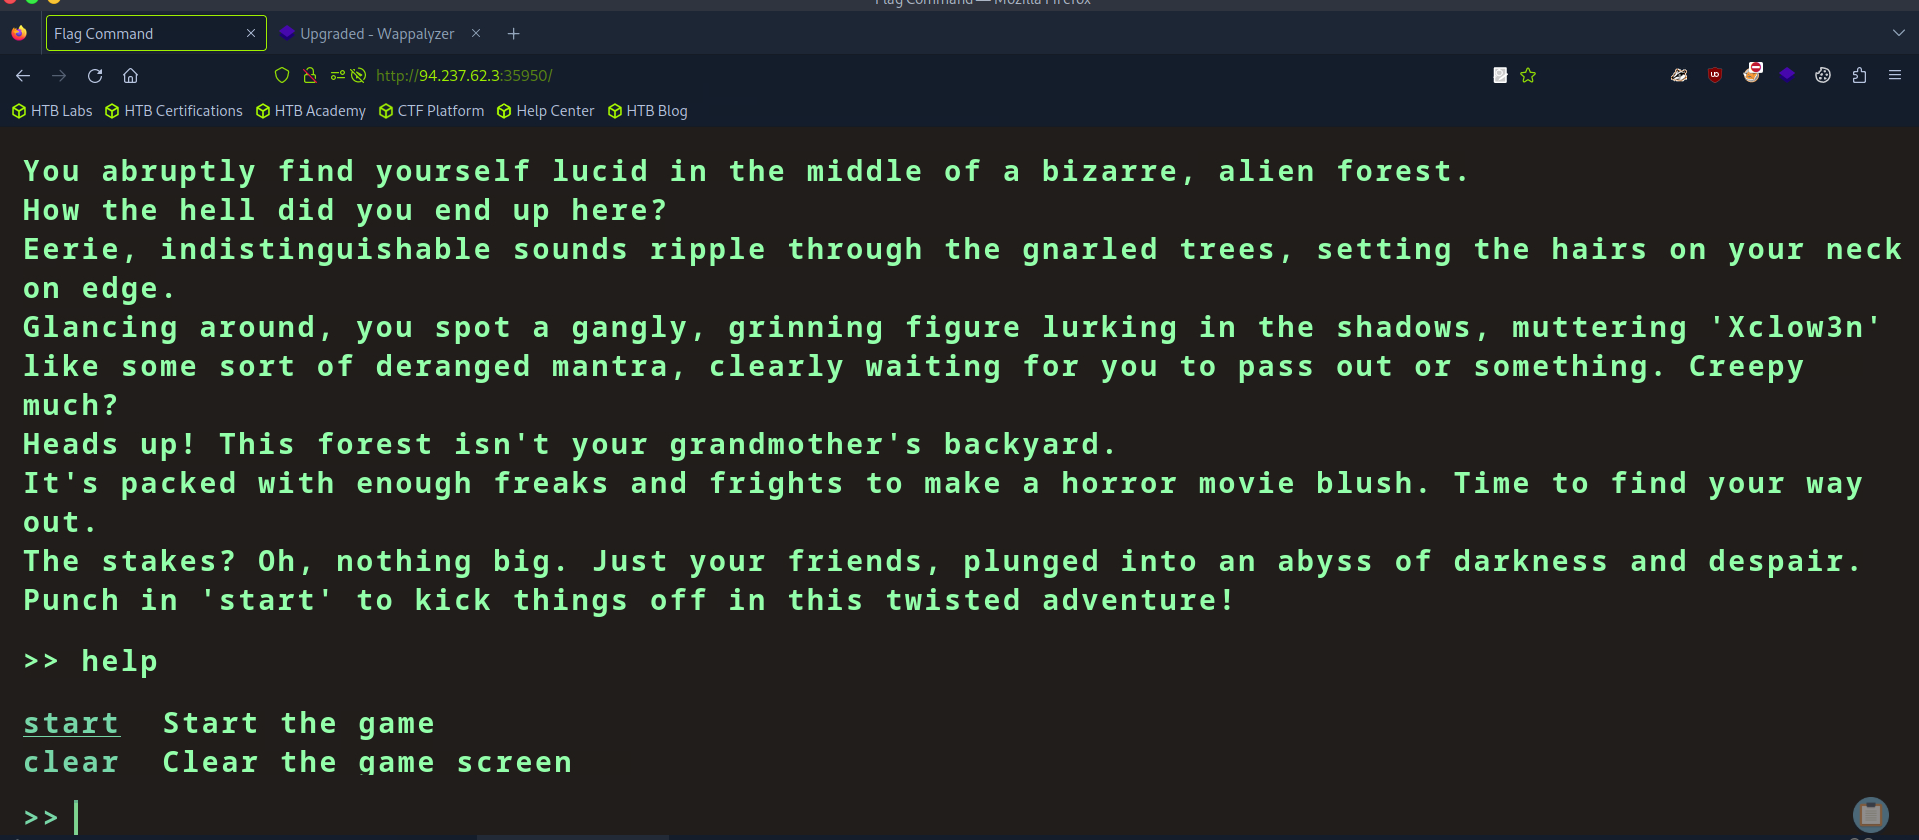 Flag Command — Mozilla Firefox
Flag Command
Upgraded - Wappalyzer
http://94.237.62.3:35950/
HTB Labs HTB Certifications HTB Academy CTF Platform Help Center HTB Blog
You abruptly find yourself lucid in the middle of a bizarre, alien forest.
How the hell did you end up here?
Eerie, indistinguishable sounds ripple through the gnarled trees, setting the hairs on your neck
on edge.
Glancing around, you spot a gangly, grinning figure lurking in the shadows, muttering 'Xclow3n'
like some sort of deranged mantra, clearly waiting for you to pass out or something. Creepy
much?
Heads up! This forest isn't your grandmother's backyard.
It's packed with enough freaks and frights to make a horror movie blush. Time to find your way
out.
The stakes? Oh, nothing big. Just your friends, plunged into an abyss of darkness and despair.
Punch in 'start' to kick things off in this twisted adventure!
>> help
start Start the game
clear Clear the game screen
>>